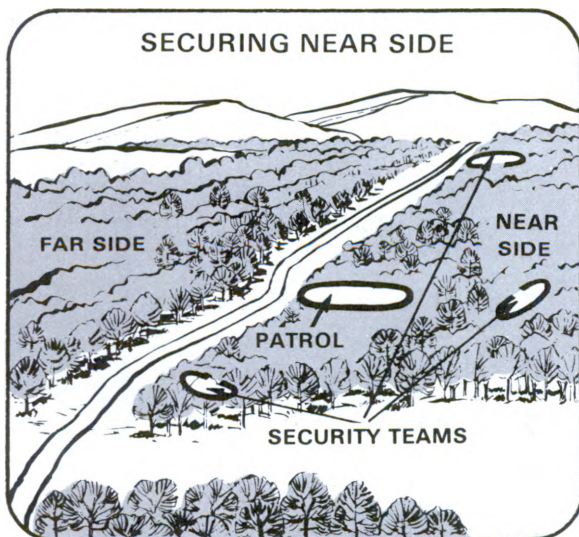 SECURING NEAR SIDE
FAR SIDE
NEAR
SIDE
PATROL
SECURITY TEAMS